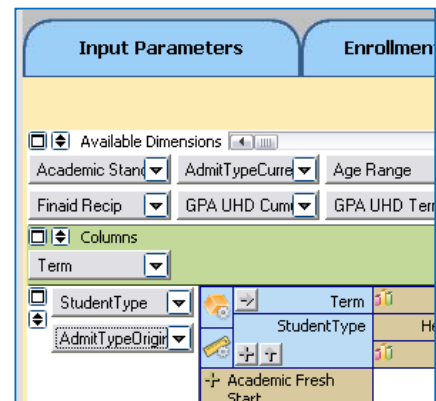 Input Parameters Enrollmen
Available Dimensions
Academic Stand AdmitTypeCurre Age Range
Finaid Recip GPA UHD Cum GPA UHD Term
Columns
Term
StudentType Term
AdmitTypeOrigin StudentType He
Academic Fresh
Start